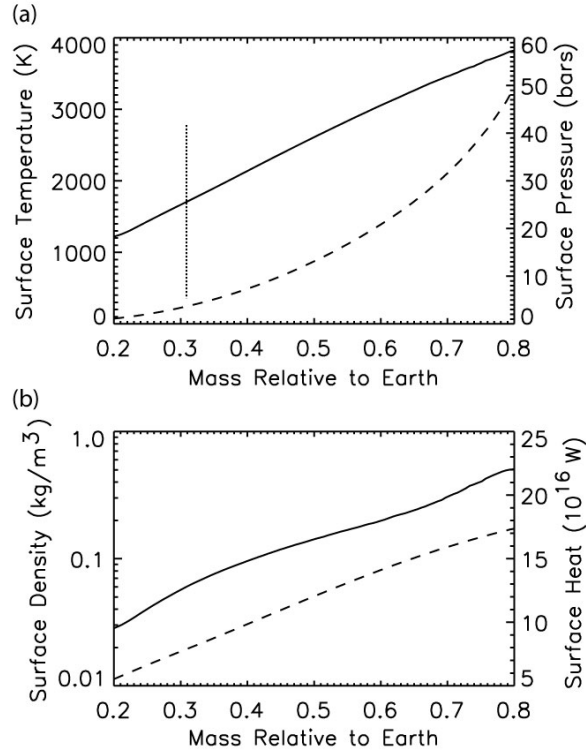 (a)
Surface Temperature (K)
4000
3000
2000
1000
0
60
50
40
30
20
10
0
Surface Pressure (bars)
0.2 0.3 0.4 0.5 0.6 0.7 0.8
Mass Relative to Earth
(b)
Surface Density (kg/m³)
1.0
0.1
0.01
25
20
15
10
5
Surface Heat (10¹⁶ W)
0.2 0.3 0.4 0.5 0.6 0.7 0.8
Mass Relative to Earth